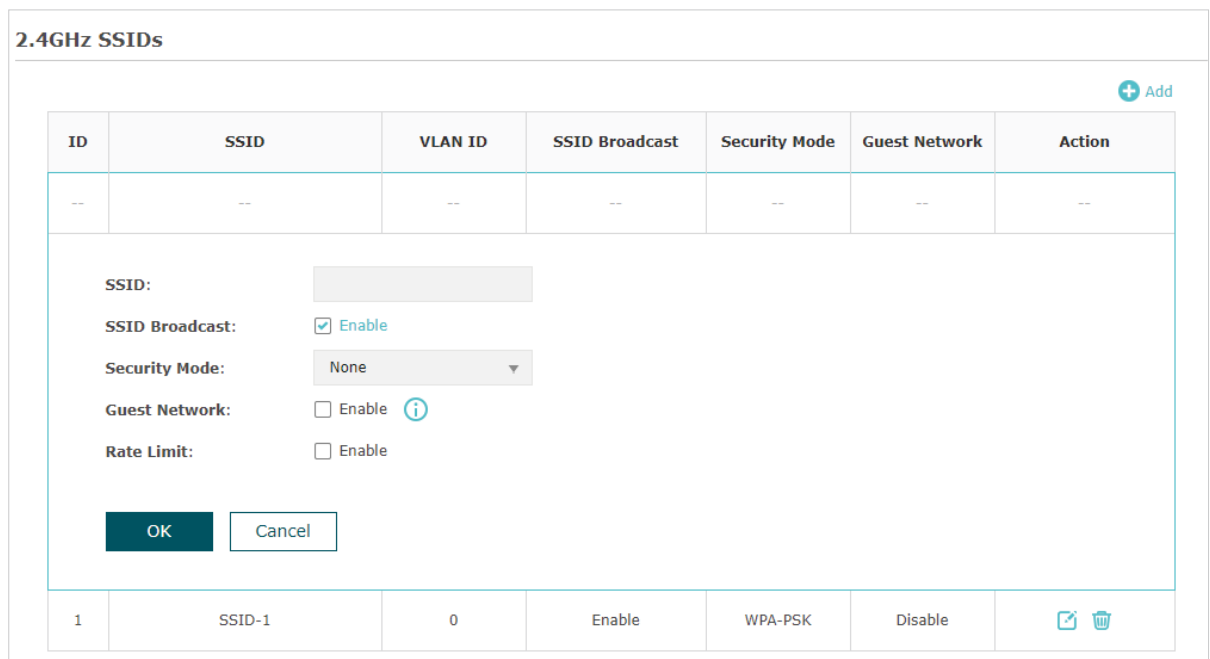 2.4GHz SSIDs
Add
ID SSID VLAN ID SSID Broadcast Security Mode Guest Network Action
-- -- -- -- -- -- --
SSID:
SSID Broadcast: Enable
Security Mode: None
Guest Network: Enable
Rate Limit: Enable
OK Cancel
1 SSID-1 0 Enable WPA-PSK Disable